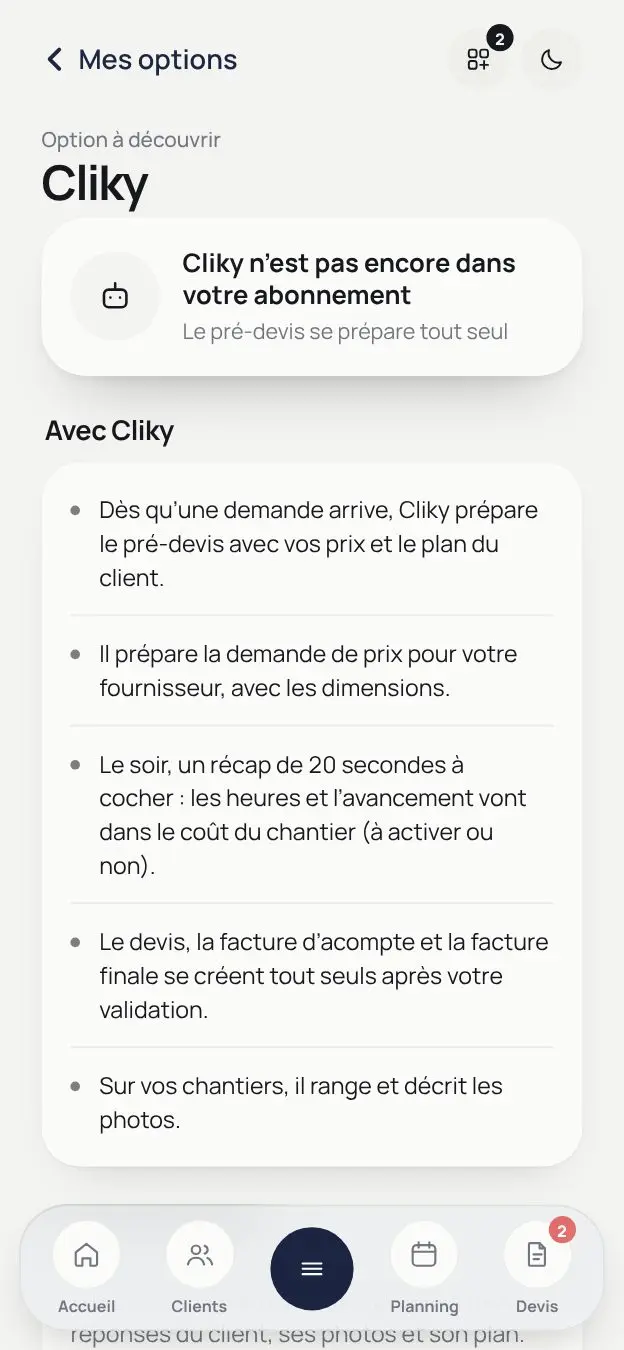 Mes options
2
Option à découvrir
Cliky
Cliky n’est pas encore dans
votre abonnement
Le pré-devis se prépare tout seul
Avec Cliky
Dès qu’une demande arrive, Cliky prépare
le pré-devis avec vos prix et le plan du
client.
Il prépare la demande de prix pour votre
fournisseur, avec les dimensions.
Le soir, un récap de 20 secondes à
cocher : les heures et l’avancement vont
dans le coût du chantier (à activer ou
non).
Le devis, la facture d’acompte et la facture
finale se créent tout seuls après votre
validation.
Sur vos chantiers, il range et décrit les
photos.
2
Accueil
Clients
Planning
Devis
réponses du client, ses photos et son plan.